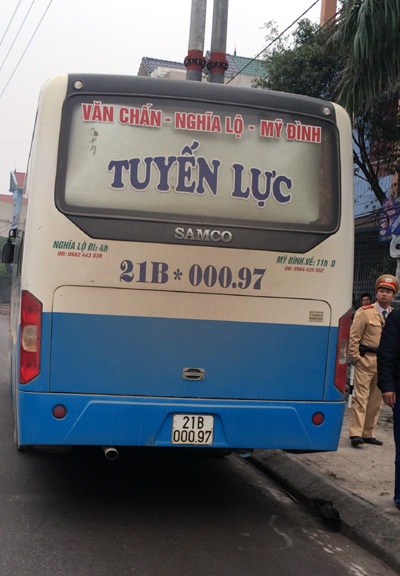 VĂN CHẤN - NGHĨA LỘ - MỸ ĐÌNH
TUYẾN LỰC
SAMCO
NGHĨA LỘ ĐI: 4h
MỸ ĐÌNH VỀ: 11h
21B * 000.97
21B
000.97